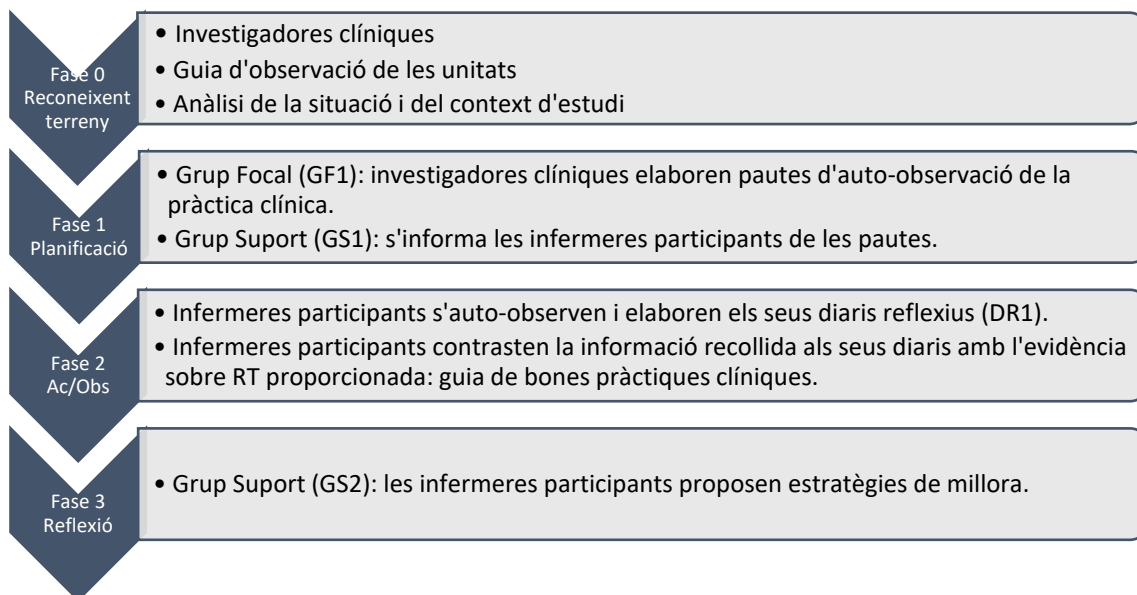 Fase 0
Reconeixent
terreny
• Investigadores clíniques
• Guia d'observació de les unitats
• Anàlisi de la situació i del context d'estudi
Fase 1
Planificació
• Grup Focal (GF1): investigadors clíniques elaboren pautes d'auto-observació de la
pràctica clínica.
• Grup Suport (GS1): s'informa les infermeres participants de les pautes.
Fase 2
Ac/Obs
• Infermeres participants s'auto-observen i elaboren els seus diaris reflexius (DR1).
• Infermeres participants contrasten la informació recollida als seus diaris amb l'evidència
sobre RT proporcionada: guia de bones pràctiques clíniques.
Fase 3
Reflexió
• Grup Suport (GS2): les infermeres participants proposen estratègies de millora.